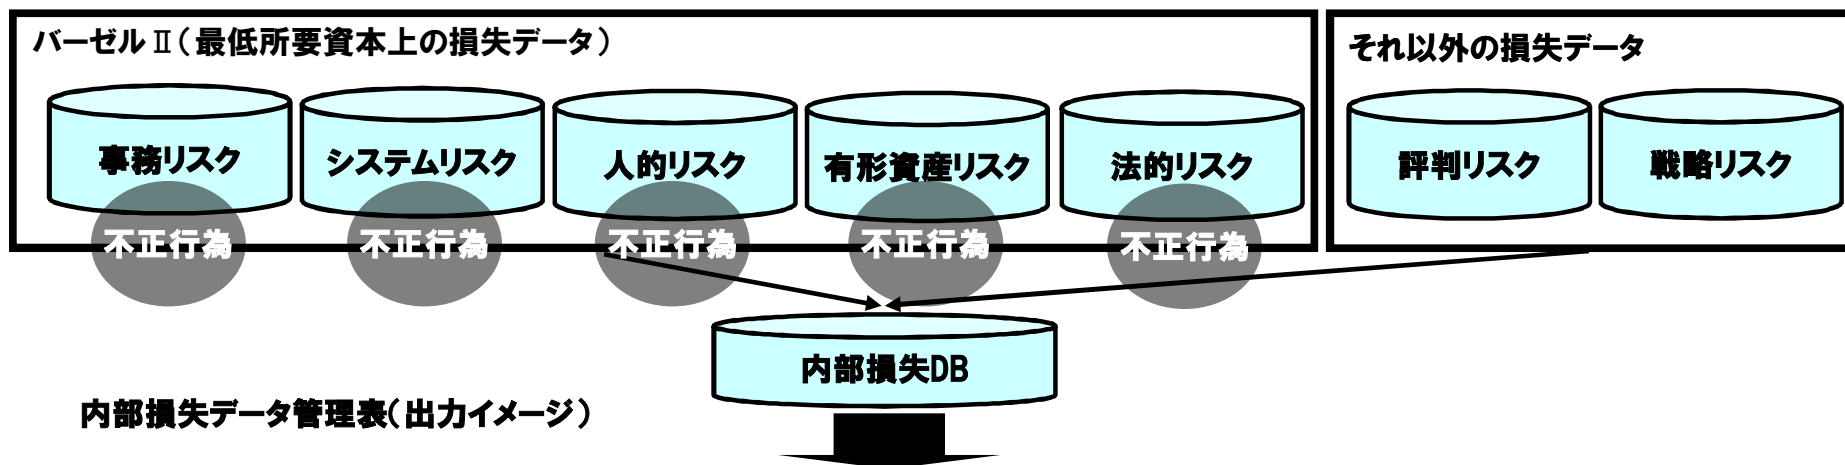 バーゼルⅡ(最低所要資本上の損失データ)
それ以外の損失データ
事務リスク
システムリスク
人的リスク
有形資産リスク
法的リスク
評判リスク
戦略リスク
不正行為
不正行為
不正行為
不正行為
不正行為
内部損失DB
内部損失データ管理表(出力イメージ)